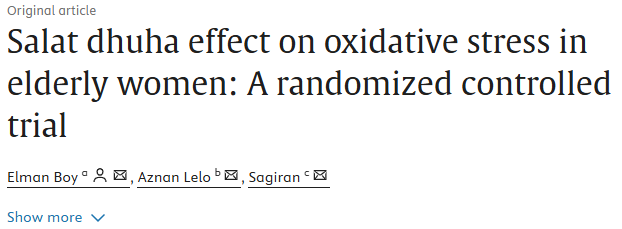 Original article
Salat dhuha effect on oxidative stress in
elderly women: A randomized controlled
trial
Elman Boy a, Aznan Lelo b, Sagiran c
Show more